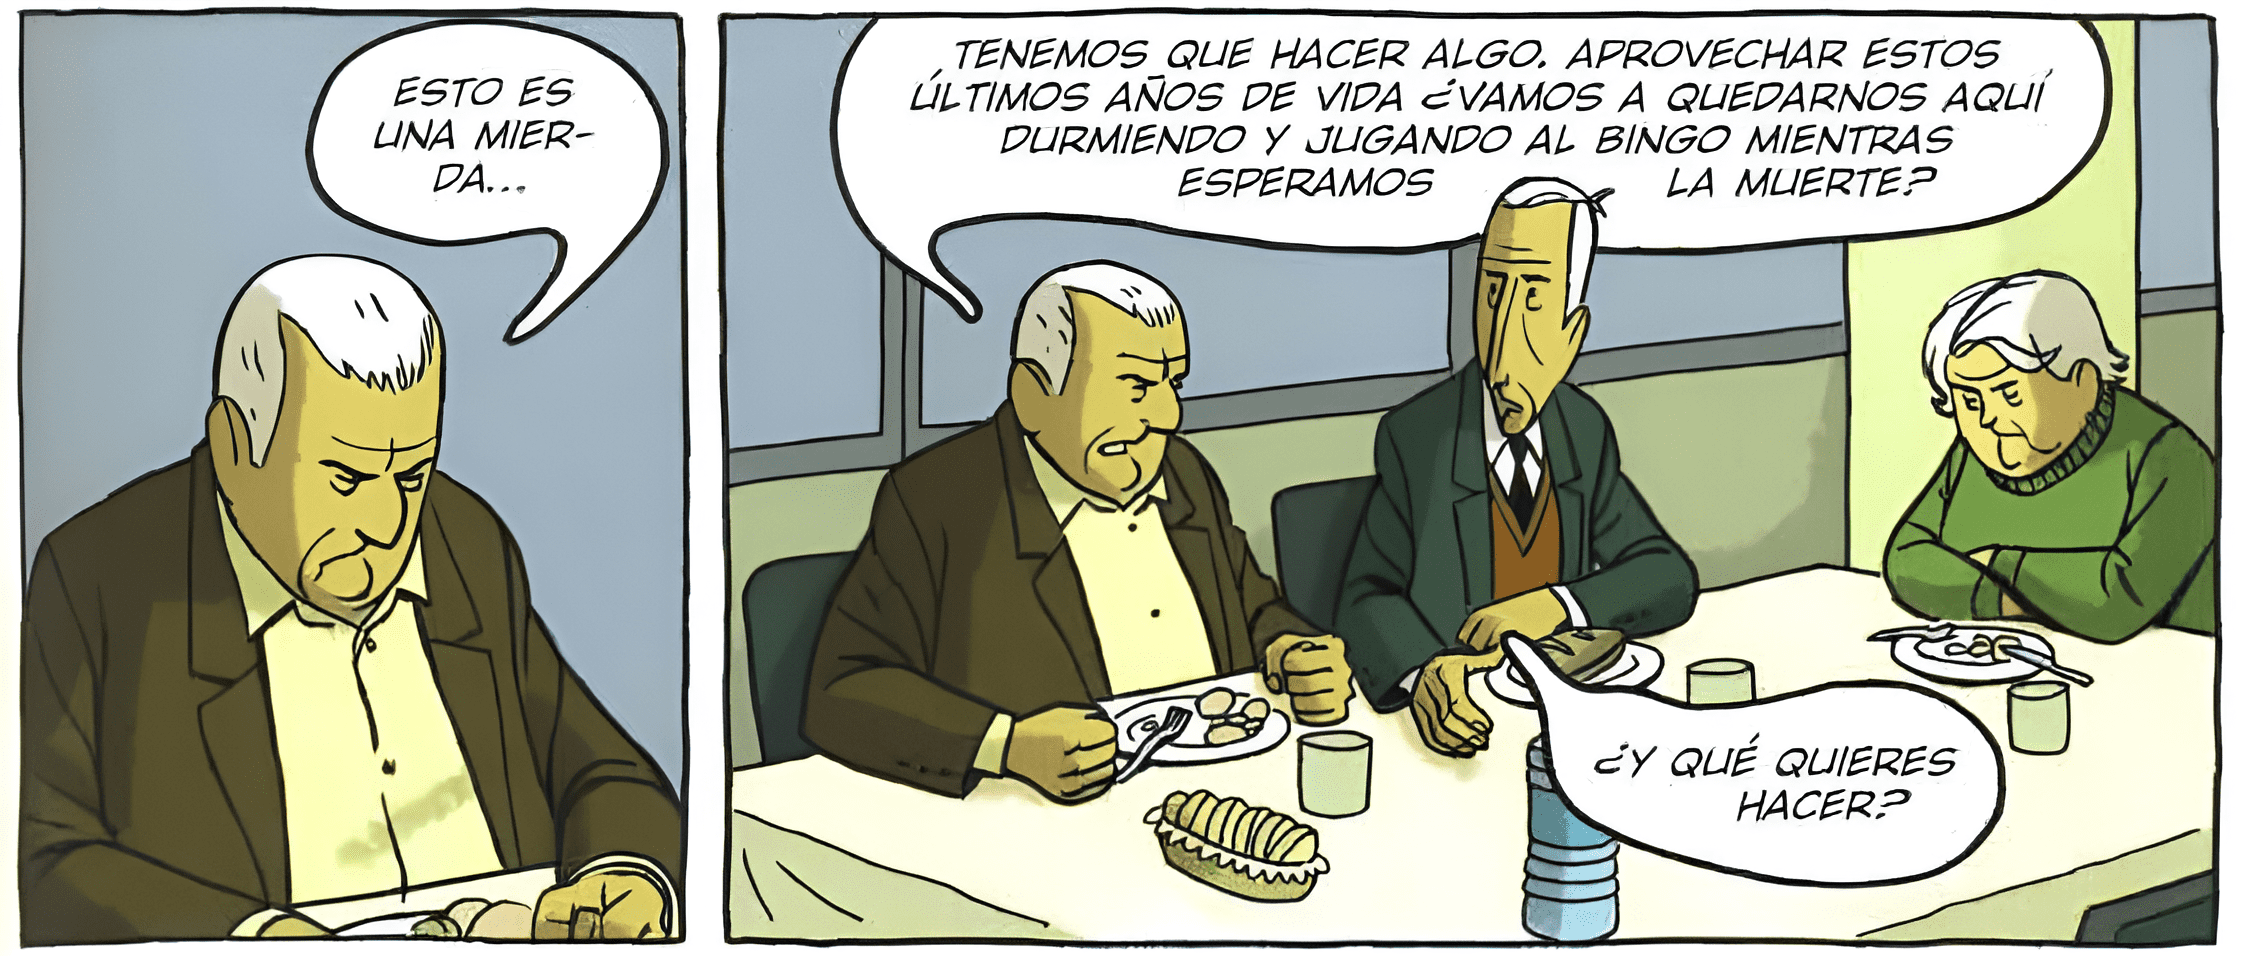 ESTO ES
UNA MIER-
DA...
TENEMOS QUE HACER ALGO. APROVECHAR ESTOS
ÚLTIMOS AÑOS DE VIDA ¿VAMOS A QUEDARNOS AQUÍ
DURMIENDO Y JUGANDO AL BINGO MIENTRAS
ESPERAMOS LA MUERTE?
¿Y QUÉ QUIERES
HACER?